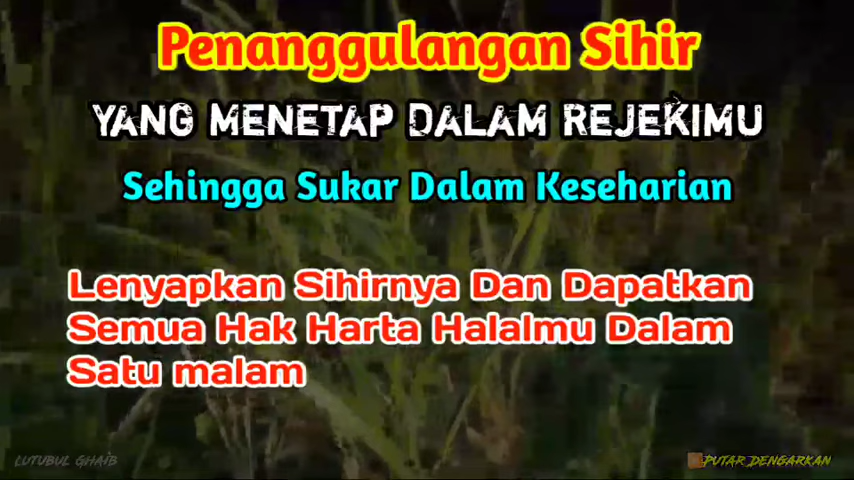 Penanggulangan Sihir
YANG MENETAP DALAM REJEKIMU
Sehingga Sukar Dalam Keseharian
Lenyapkan Sihirnya Dan Dapatkan
Semua Hak Harta Halalmu Dalam
Satu malam
LUTUBUL GHAIB
PUTAR DENGARKAN